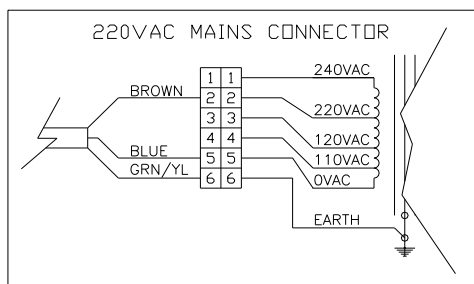 220VAC MAINS CONNECTOR
240VAC
1 1
BROWN
2 2
220VAC
3 3
120VAC
4 4
110VAC
BLUE
5 5
0VAC
GRN/YL
6 6
EARTH